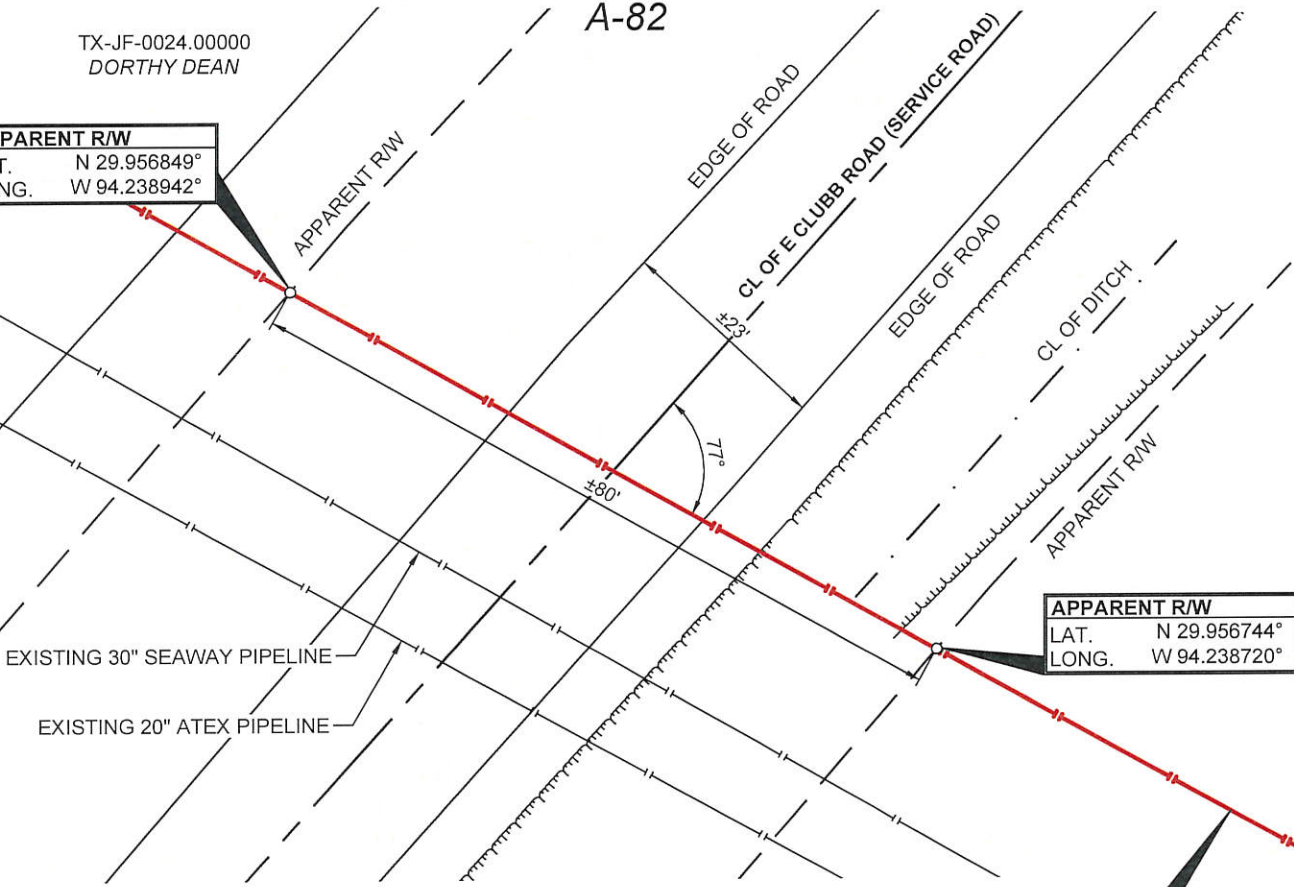 A-82
TX-JF-0024.00000
DORTHY DEAN
PARENT R/W
T. N 29.956849°
NG. W 94.238942°
APPARENT R/W
EDGE OF ROAD
CL OF E CLUBB ROAD (SERVICE ROAD)
EDGE OF ROAD
CL OF DITCH
±23'
77°
±80'
APPARENT R/W
APPARENT R/W
LAT. N 29.956744°
LONG. W 94.238720°
EXISTING 30" SEAWAY PIPELINE
EXISTING 20" ATEX PIPELINE